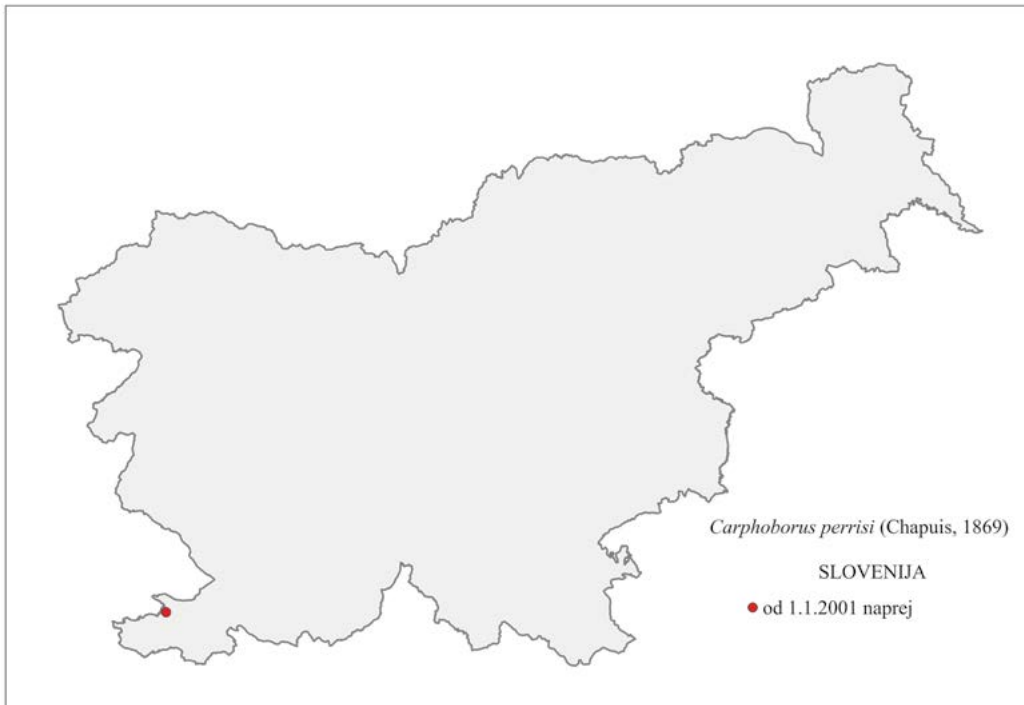 Carphoborus perrisi (Chapuis, 1869)
SLOVENIJA
od 1.1.2001 naprej